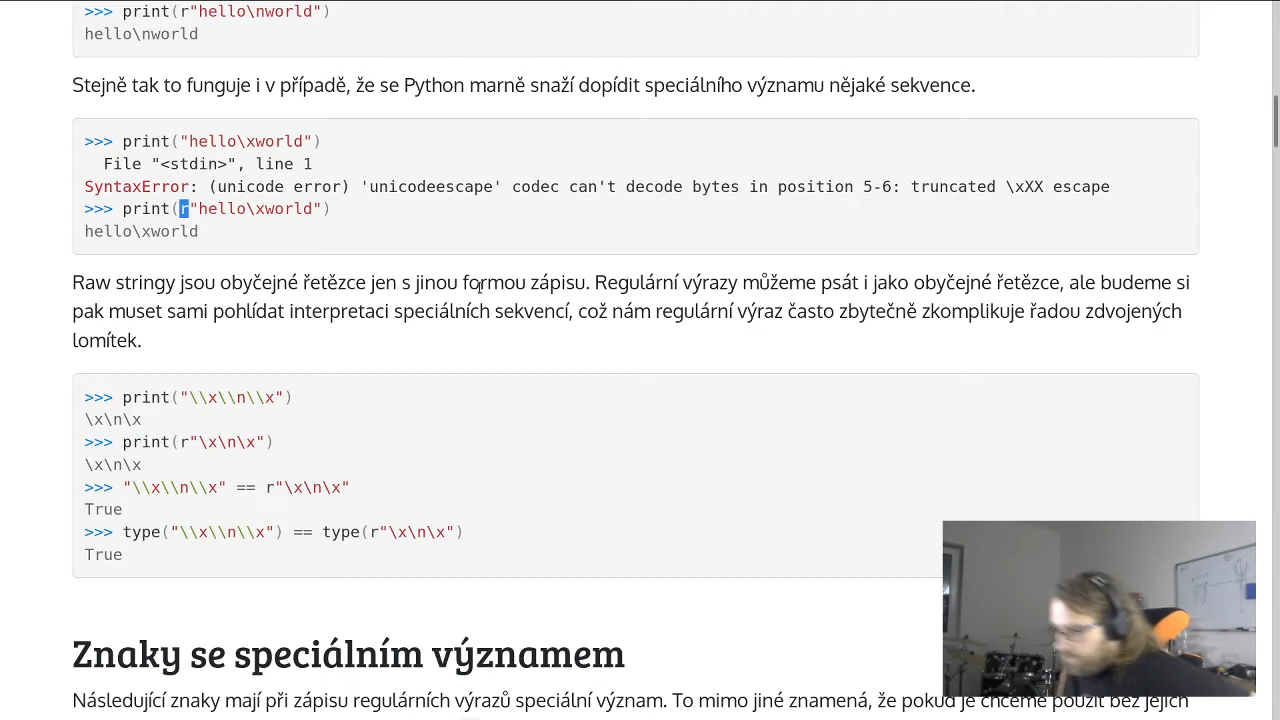 >>> print(r"hello\nworld")
hello\nworld
Stejně tak to funguje i v případě, že se Python marně snaží dopídit speciálního významu nějaké sekvence.
>>> print("hello\xworld")
  File "<stdin>", line 1
SyntaxError: (unicode error) 'unicodeescape' codec can't decode bytes in position 5-6: truncated \xXX escape
>>> print(r"hello\xworld")
hello\xworld
Raw stringy jsou obyčejné řetězce jen s jinou formou zápisu. Regulární výrazy můžeme psát i jako obyčejné řetězce, ale budeme si
pak muset sami pohlídat interpretaci speciálních sekvencí, což nám regulární výraz často zbytečně zkomplikuje řadou zdvojených
lomítek.
>>> print("\\x\\n\\x")
\x\n\x
>>> print(r"\x\n\x")
\x\n\x
>>> "\\x\\n\\x" == r"\x\n\x"
True
>>> type("\\x\\n\\x") == type(r"\x\n\x")
True
Znaky se speciálním významem
Následující znaky mají při zápisu regulárních výrazů speciální význam. To mimo jiné znamená, že pokud je chceme použít bez jejich